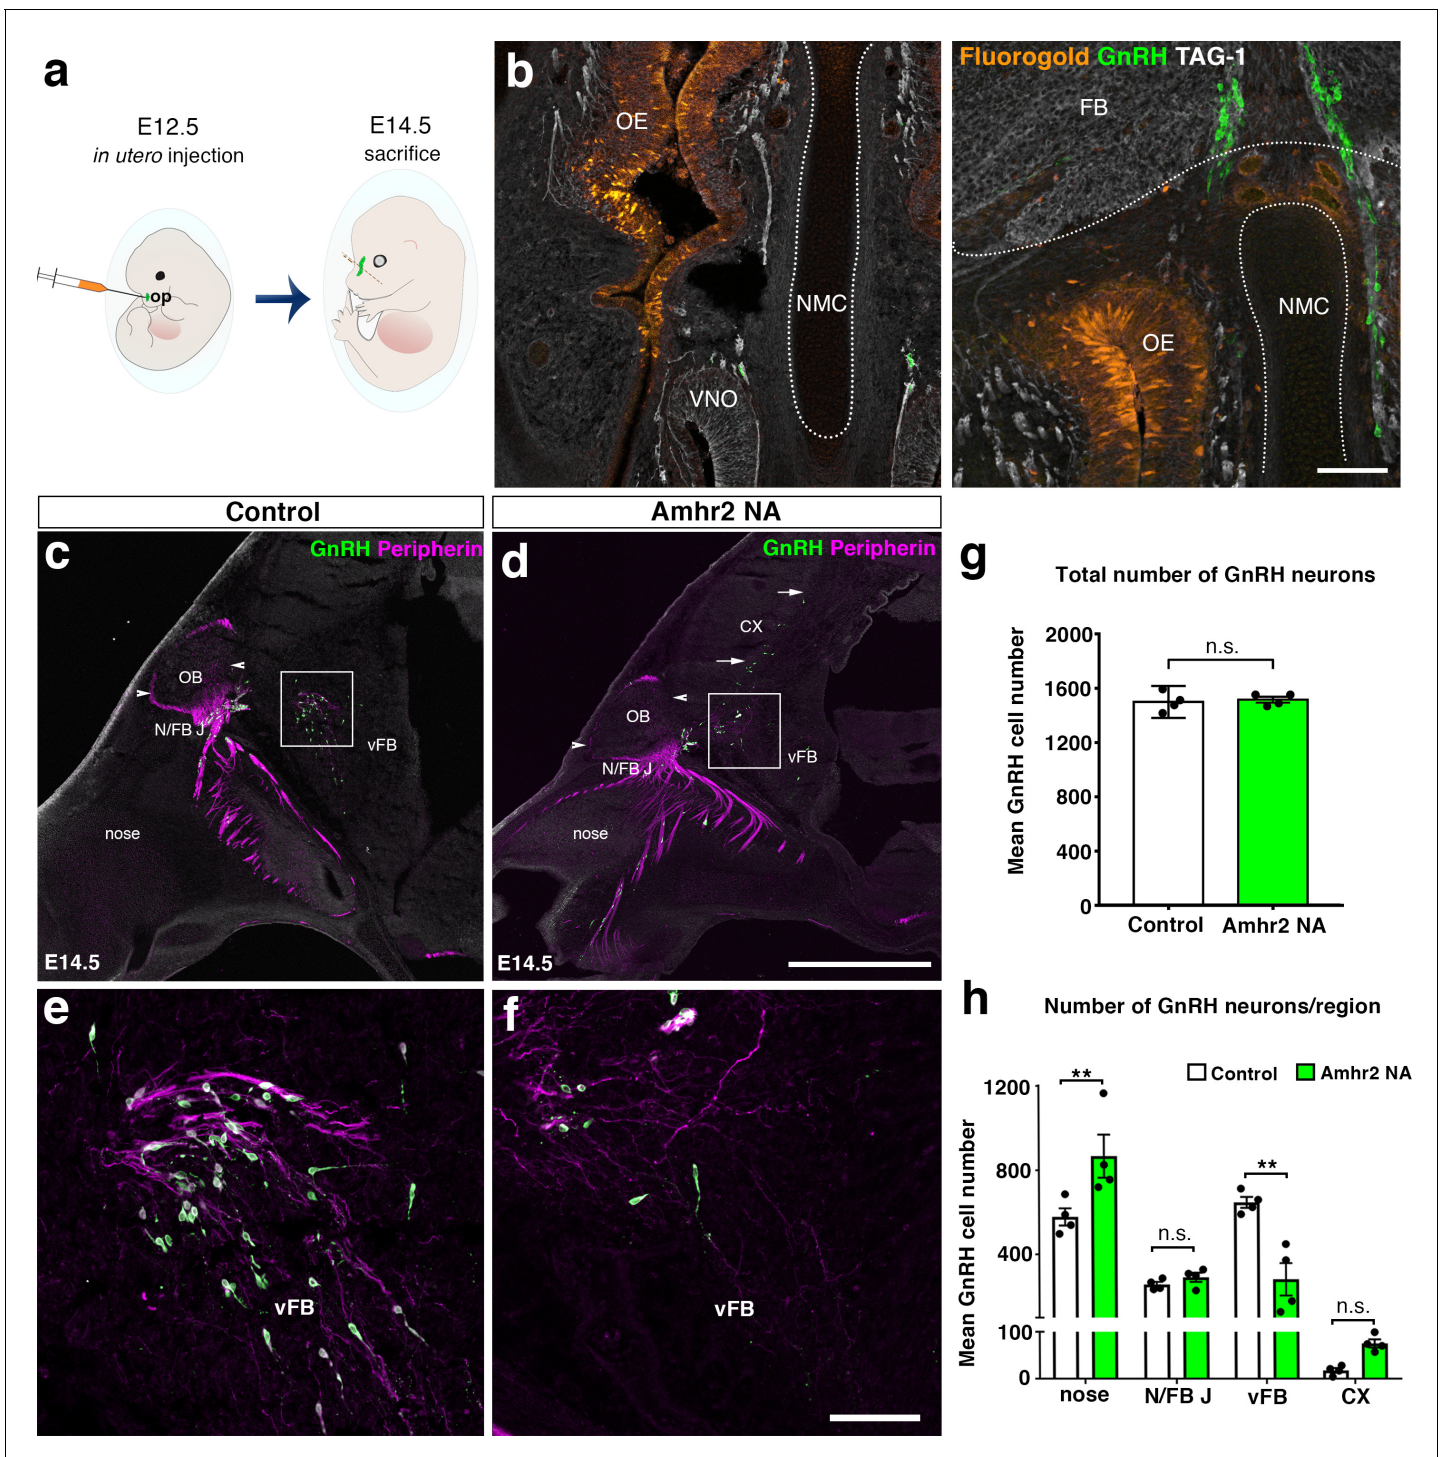 a
E12.5
in utero injection
E14.5
sacrifice
op
b
OE
NMC
VNO
Fluorogold GnRH TAG-1
FB
NMC
OE
Control
Amhr2 NA
c
GnRH Peripherin
OB
N/FB J
vFB
nose
E14.5
d
GnRH Peripherin
CX
OB
N/FB J
vFB
nose
E14.5
e
vFB
f
vFB
g
Total number of GnRH neurons
Mean GnRH cell number
2000
1600
1200
800
400
0
n.s.
Control
Amhr2 NA
h
Number of GnRH neurons/region
Control
Amhr2 NA
Mean GnRH cell number
1200
800
400
100
0
**
n.s.
**
n.s.
nose
N/FB J
vFB
CX